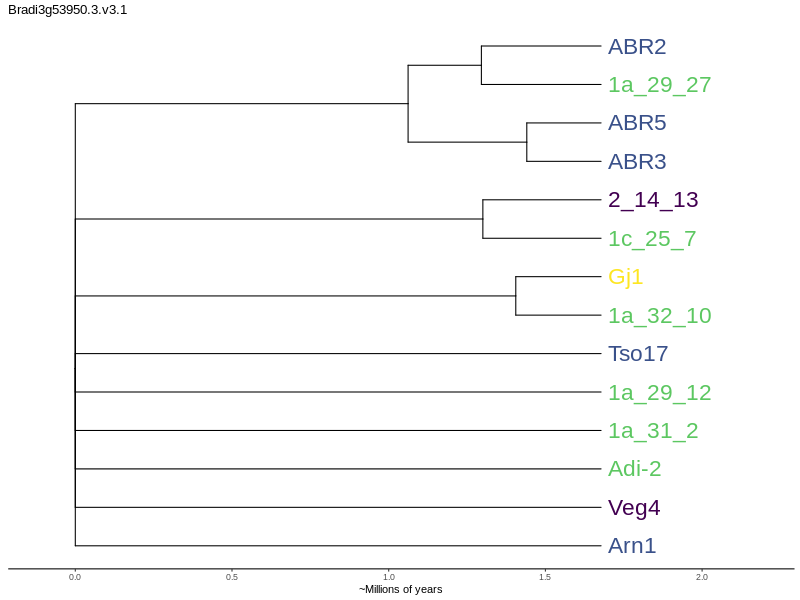 Bradi3g53950.3.v3.1
ABR2
1a_29_27
ABR5
ABR3
2_14_13
1c_25_7
Gj1
1a_32_10
Tso17
1a_29_12
1a_31_2
Adi-2
Veg4
Arn1
0.0 0.5 1.0 1.5 2.0
~Millions of years